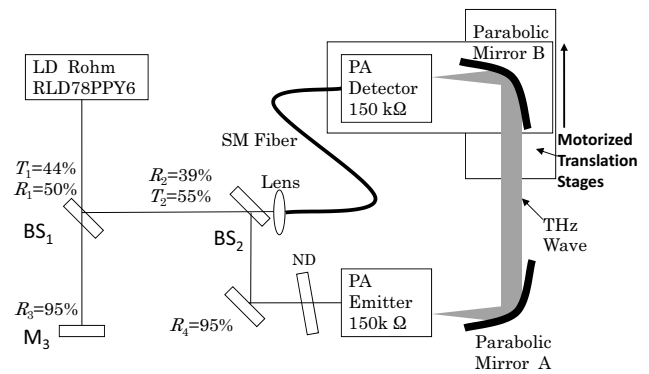 LD Rohm
RLD78PPY6
T₁=44%
R₁=50%
BS₁
R₃=95%
M₃
R₂=39%
T₂=55%
BS₂
Lens
SM Fiber
R₄=95%
ND
PA
Detector
150 kΩ
PA
Emitter
150k Ω
Parabolic
Mirror B
Motorized
Translation
Stages
THz
Wave
Parabolic
Mirror A